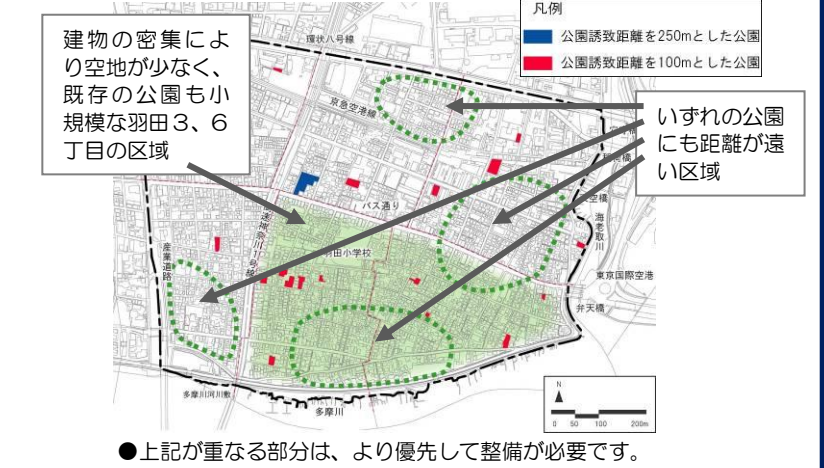 凡例
公園誘致距離を250mとした公園
公園誘致距離を100mとした公園
建物の密集によ
り空地が少なく、
既存の公園も小
規模な羽田3、6
丁目の区域
いずれの公園
にも距離が遠
い区域
環状八号線
京急空港線
バス通り
羽田小学校
産業道路
海老取川
東京国際空港
弁天橋
多摩川河川敷
多摩川
N
0 50 100 200m
●上記が重なる部分は、より優先して整備が必要です。